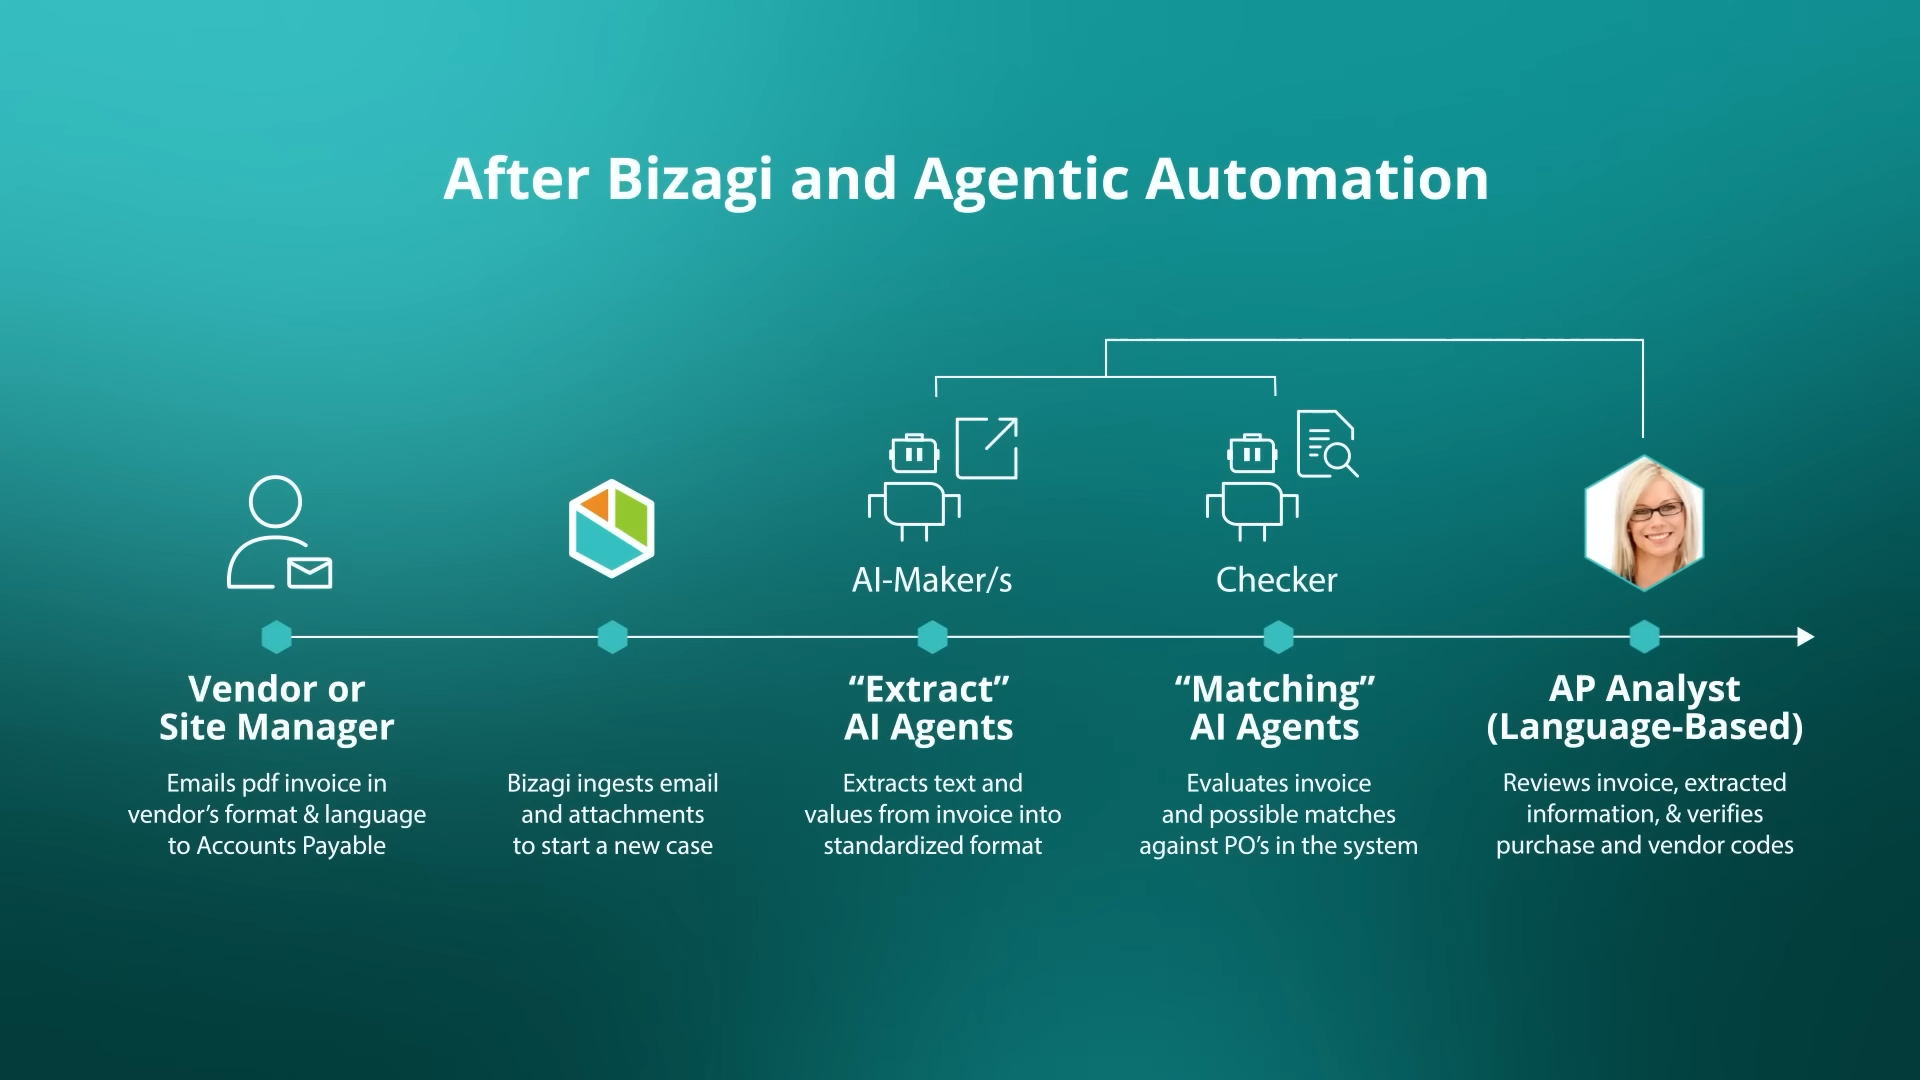 After Bizagi and Agentic Automation
AI-Maker/s
Checker
Vendor or
Site Manager
Emails pdf invoice in
vendor’s format & language
to Accounts Payable
Bizagi ingests email
and attachments
to start a new case
“Extract”
AI Agents
Extracts text and
values from invoice into
standardized format
“Matching”
AI Agents
Evaluates invoice
and possible matches
against PO’s in the system
AP Analyst
(Language-Based)
Reviews invoice, extracted
information, & verifies
purchase and vendor codes